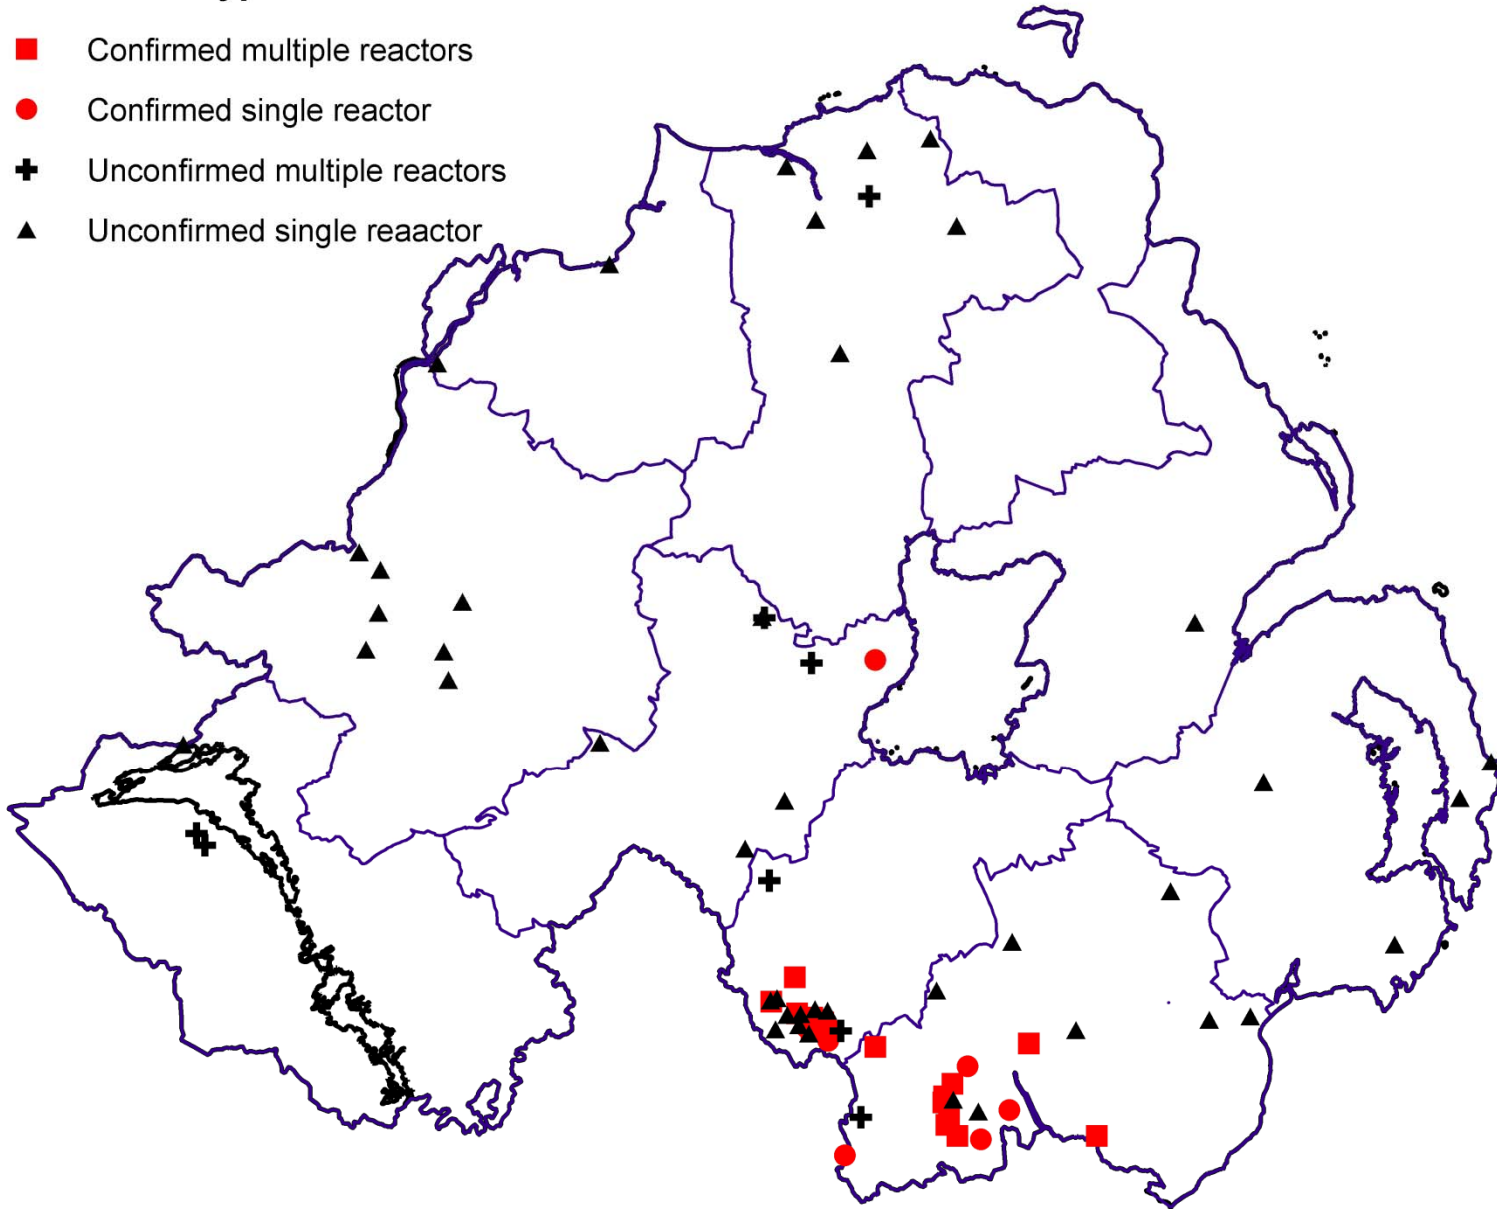 Confirmed multiple reactors
Confirmed single reactor
Unconfirmed multiple reactors
Unconfirmed single reaactor